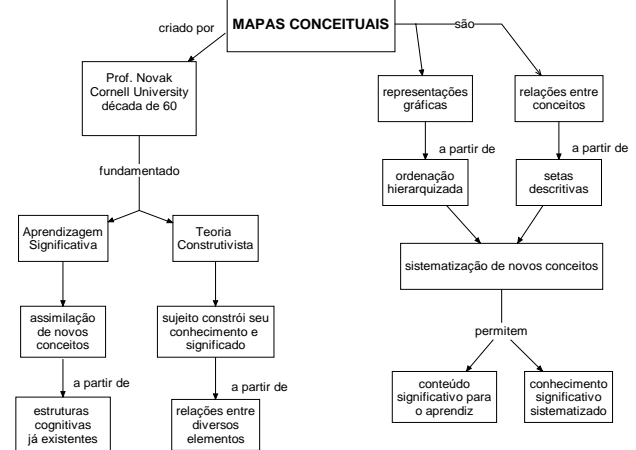 MAPAS CONCEITUAIS
criado por
são
Prof. Novak
Cornell University
década de 60
representações
gráficas
relações entre
conceitos
a partir de
a partir de
fundamentado
ordenação
hierarquizada
setas
descritivas
Aprendizagem
Significativa
Teoria
Construtivista
sistematização de novos conceitos
assimilação
de novos
conceitos
sujeito constrói seu
conhecimento e
significado
permitem
a partir de
a partir de
conteúdo
significativo para
o aprendiz
conhecimento
significativo
sistematizado
estruturas
cognitivas
já existentes
relações entre
diversos
elementos